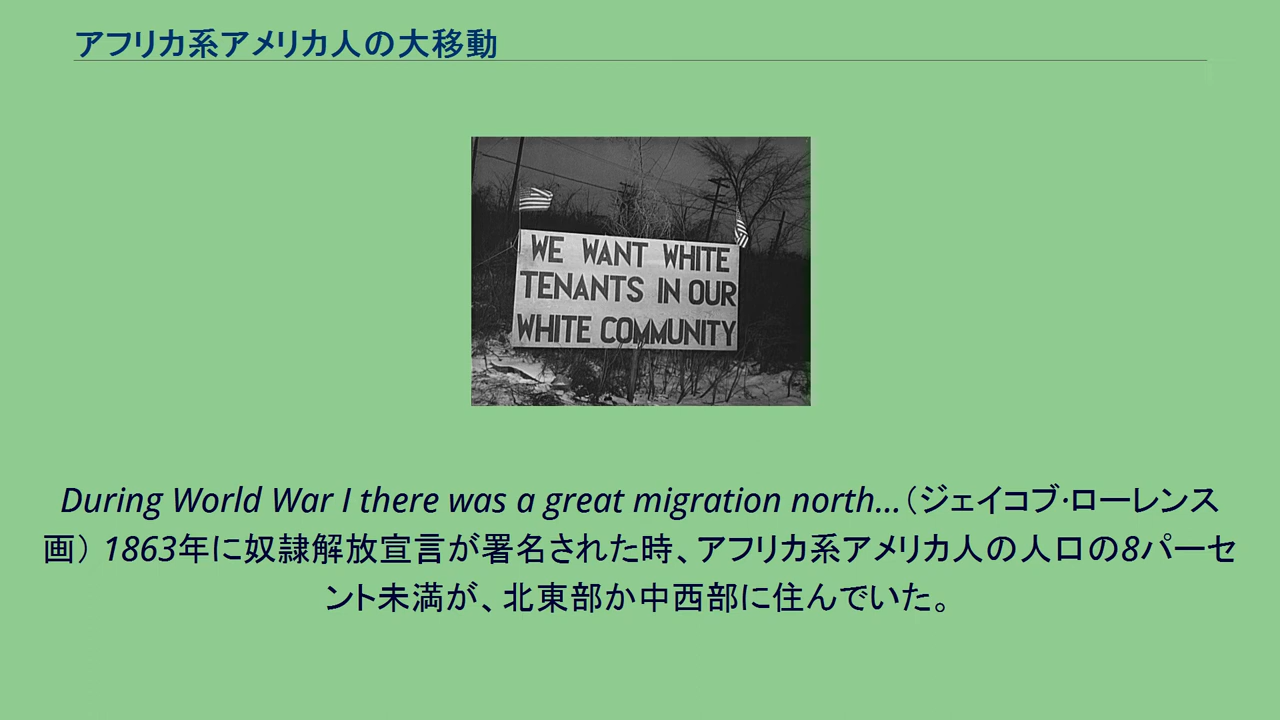 アフリカ系アメリカ人の大移動
WE WANT WHITE
TENANTS IN OUR
WHITE COMMUNITY
During World War I there was a great migration north...（ジェイコブ·ローレンス
画） 1863年に奴隷解放宣言が署名された時、アフリカ系アメリカ人の人口の8パーセ
ント未満が、北東部か中西部に住んでいた。